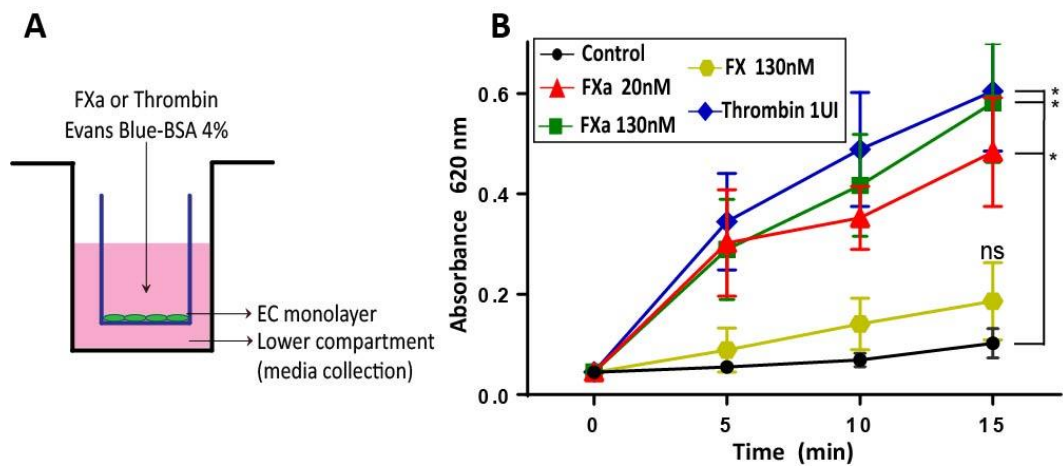 A
FXa or Thrombin
Evans Blue-BSA 4%
EC monolayer
Lower compartment
(media collection)
B
Control
FXa 20nM
FXa 130nM
FX 130nM
Thrombin 1UI
Absorbance 620 nm
0.6
0.4
0.2
0.0
*
*
*
ns
0
5
10
15
Time (min)